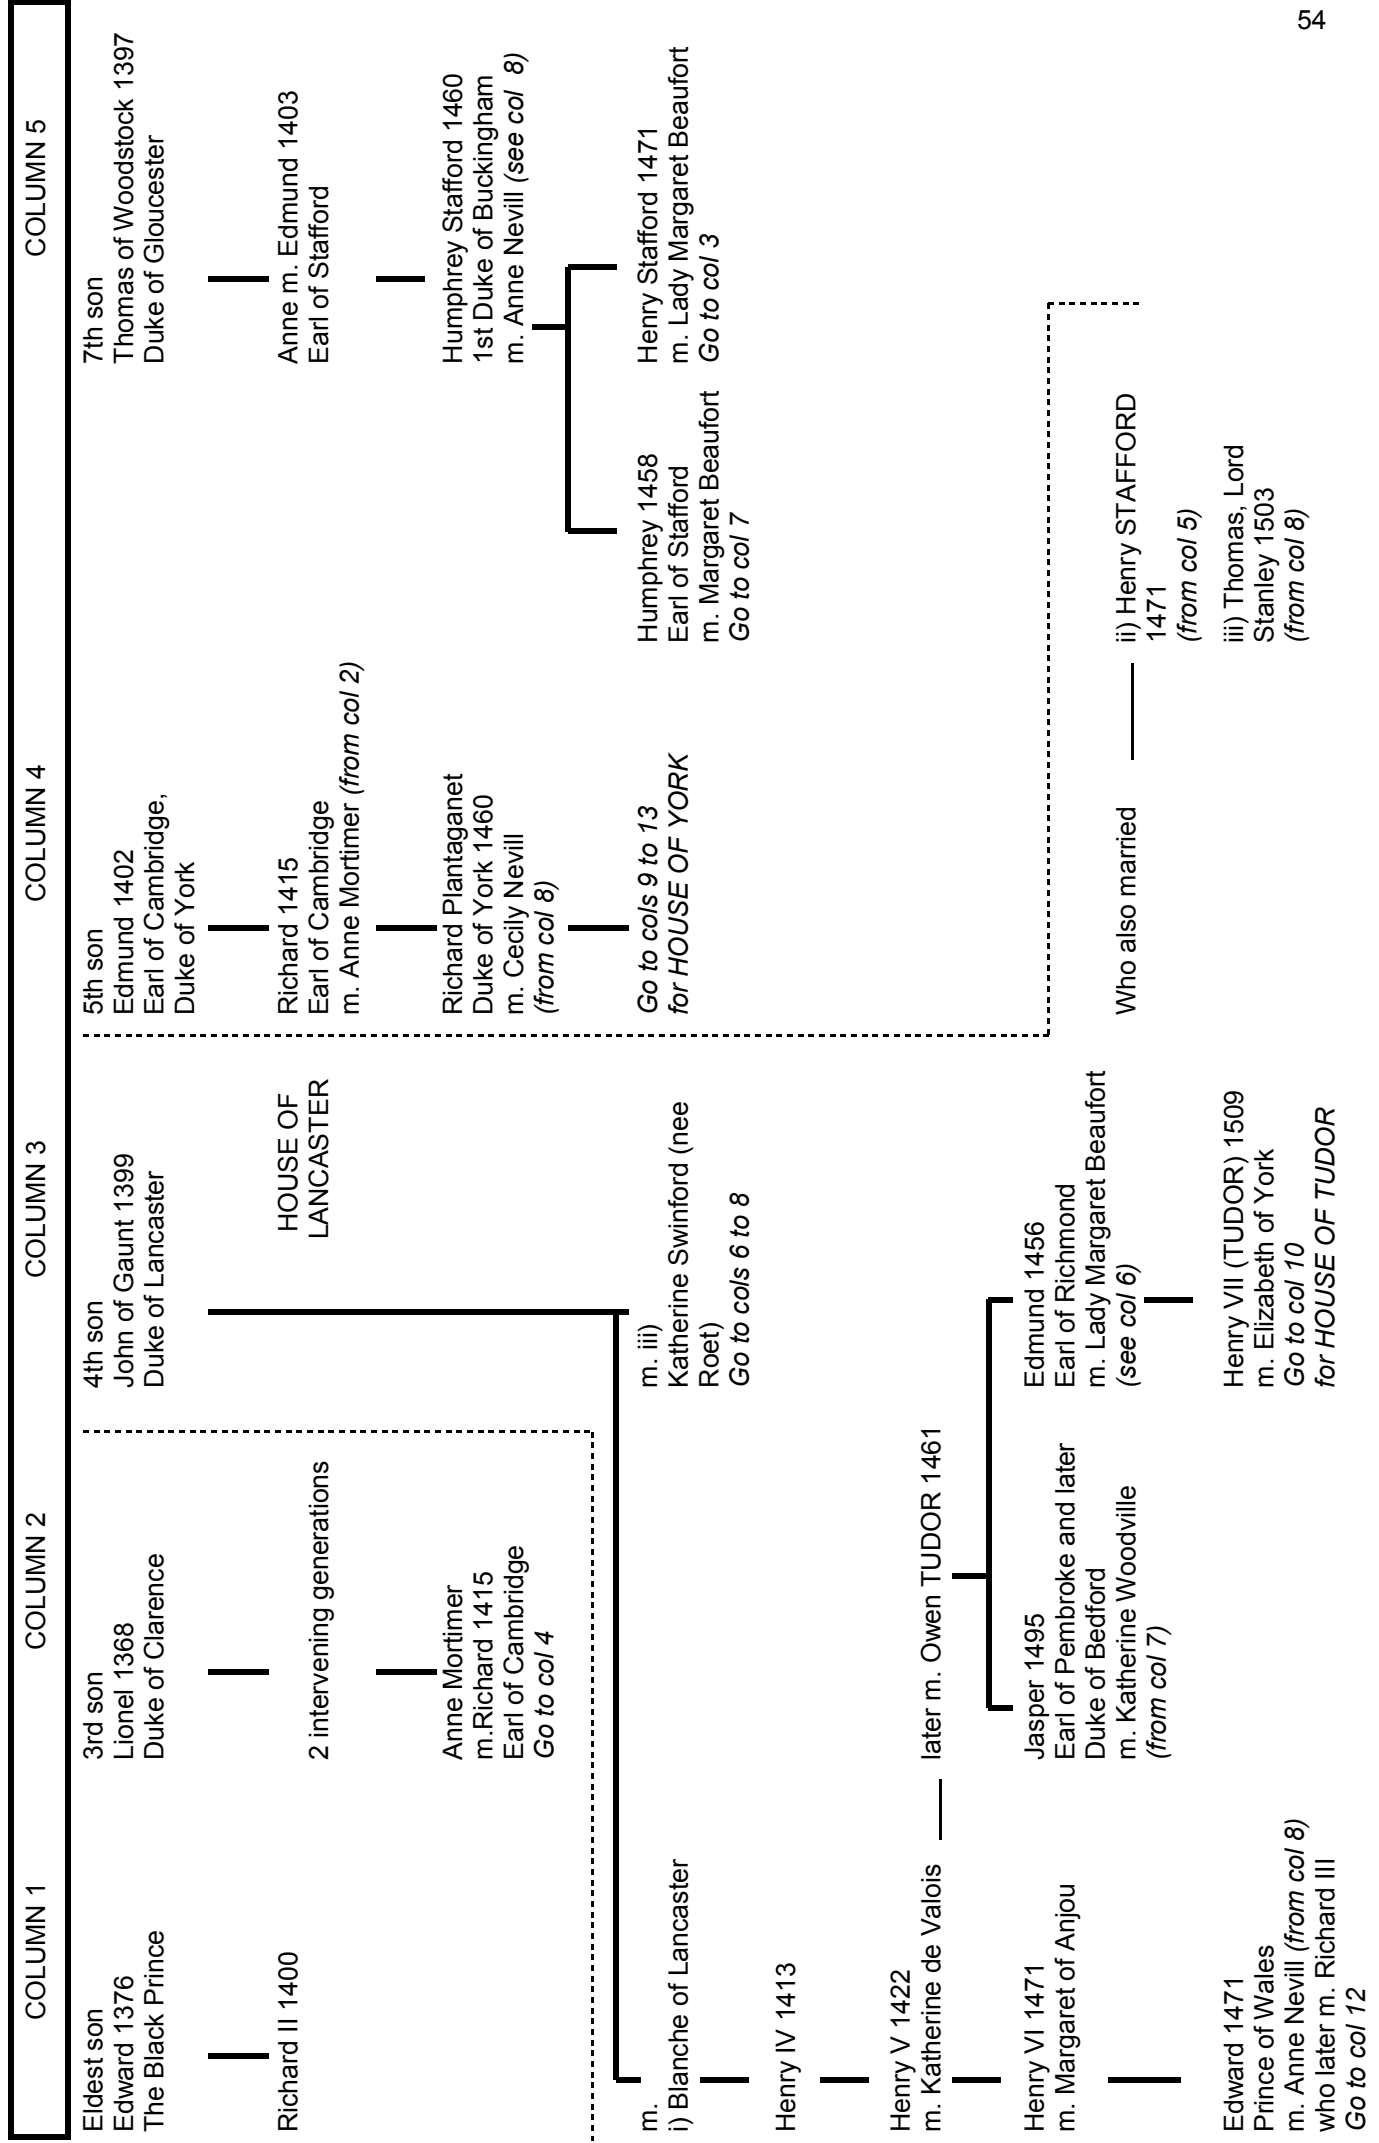 54
COLUMN 1
COLUMN 2
COLUMN 3
COLUMN 4
COLUMN 5
Eldest son
Edward 1376
The Black Prince
Richard II 1400
3rd son
Lionel 1368
Duke of Clarence
2 intervening generations
Anne Mortimer
m.Richard 1415
Earl of Cambridge
Go to col 4
4th son
John of Gaunt 1399
Duke of Lancaster
HOUSE OF
LANCASTER
m. iii)
Katherine Swinford (nee
Roet)
Go to cols 6 to 8
5th son
Edmund 1402
Earl of Cambridge,
Duke of York
Richard 1415
Earl of Cambridge
m. Anne Mortimer (from col 2)
Richard Plantaganet
Duke of York 1460
m. Cecily Nevill
(from col 8)
Go to cols 9 to 13
for HOUSE OF YORK
7th son
Thomas of Woodstock 1397
Duke of Gloucester
Anne m. Edmund 1403
Earl of Stafford
Humphrey Stafford 1460
1st Duke of Buckingham
m. Anne Nevill (see col 8)
Humphrey 1458
Earl of Stafford
m. Margaret Beaufort
Go to col 7
Henry Stafford 1471
m. Lady Margaret Beaufort
Go to col 3
m.
i) Blanche of Lancaster
Henry IV 1413
Henry V 1422
m. Katherine de Valois
later m. Owen TUDOR 1461
Henry VI 1471
m. Margaret of Anjou
Edward 1471
Prince of Wales
m. Anne Nevill (from col 8)
who later m. Richard III
Go to col 12
Jasper 1495
Earl of Pembroke and later
Duke of Bedford
m. Katherine Woodville
(from col 7)
Edmund 1456
Earl of Richmond
m. Lady Margaret Beaufort
(see col 6)
Henry VII (TUDOR) 1509
m. Elizabeth of York
Go to col 10
for HOUSE OF TUDOR
Who also married
ii) Henry STAFFORD
1471
(from col 5)
iii) Thomas, Lord
Stanley 1503
(from col 8)